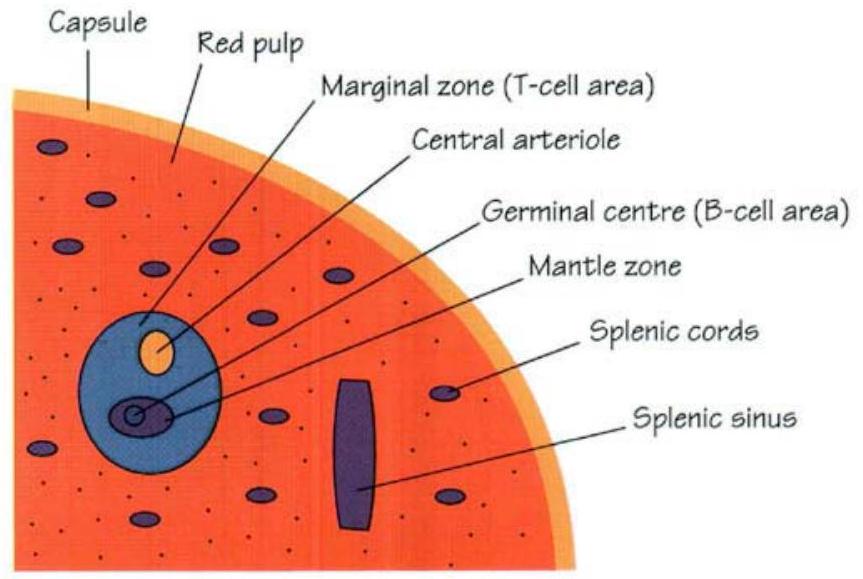 Capsule
Red pulp
Marginal zone (T-cell area)
Central arteriole
Germinal centre (B-cell area)
Mantle zone
Splenic cords
Splenic sinus